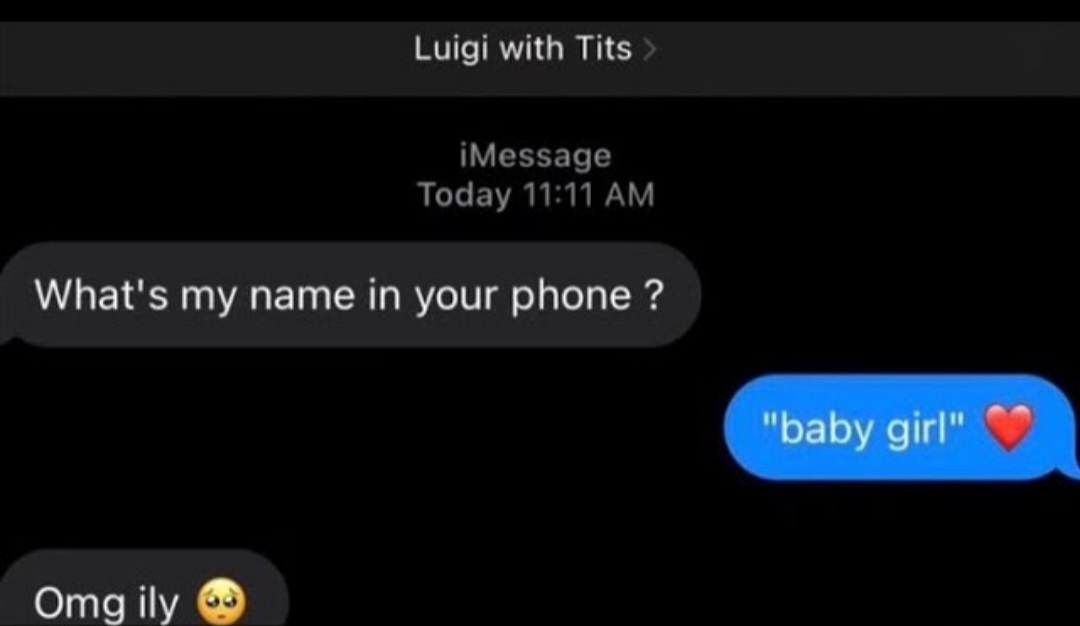 Luigi with Tits >
iMessage
Today 11:11 AM
What's my name in your phone ?
"baby girl" ❤️
Omg ily 🥺